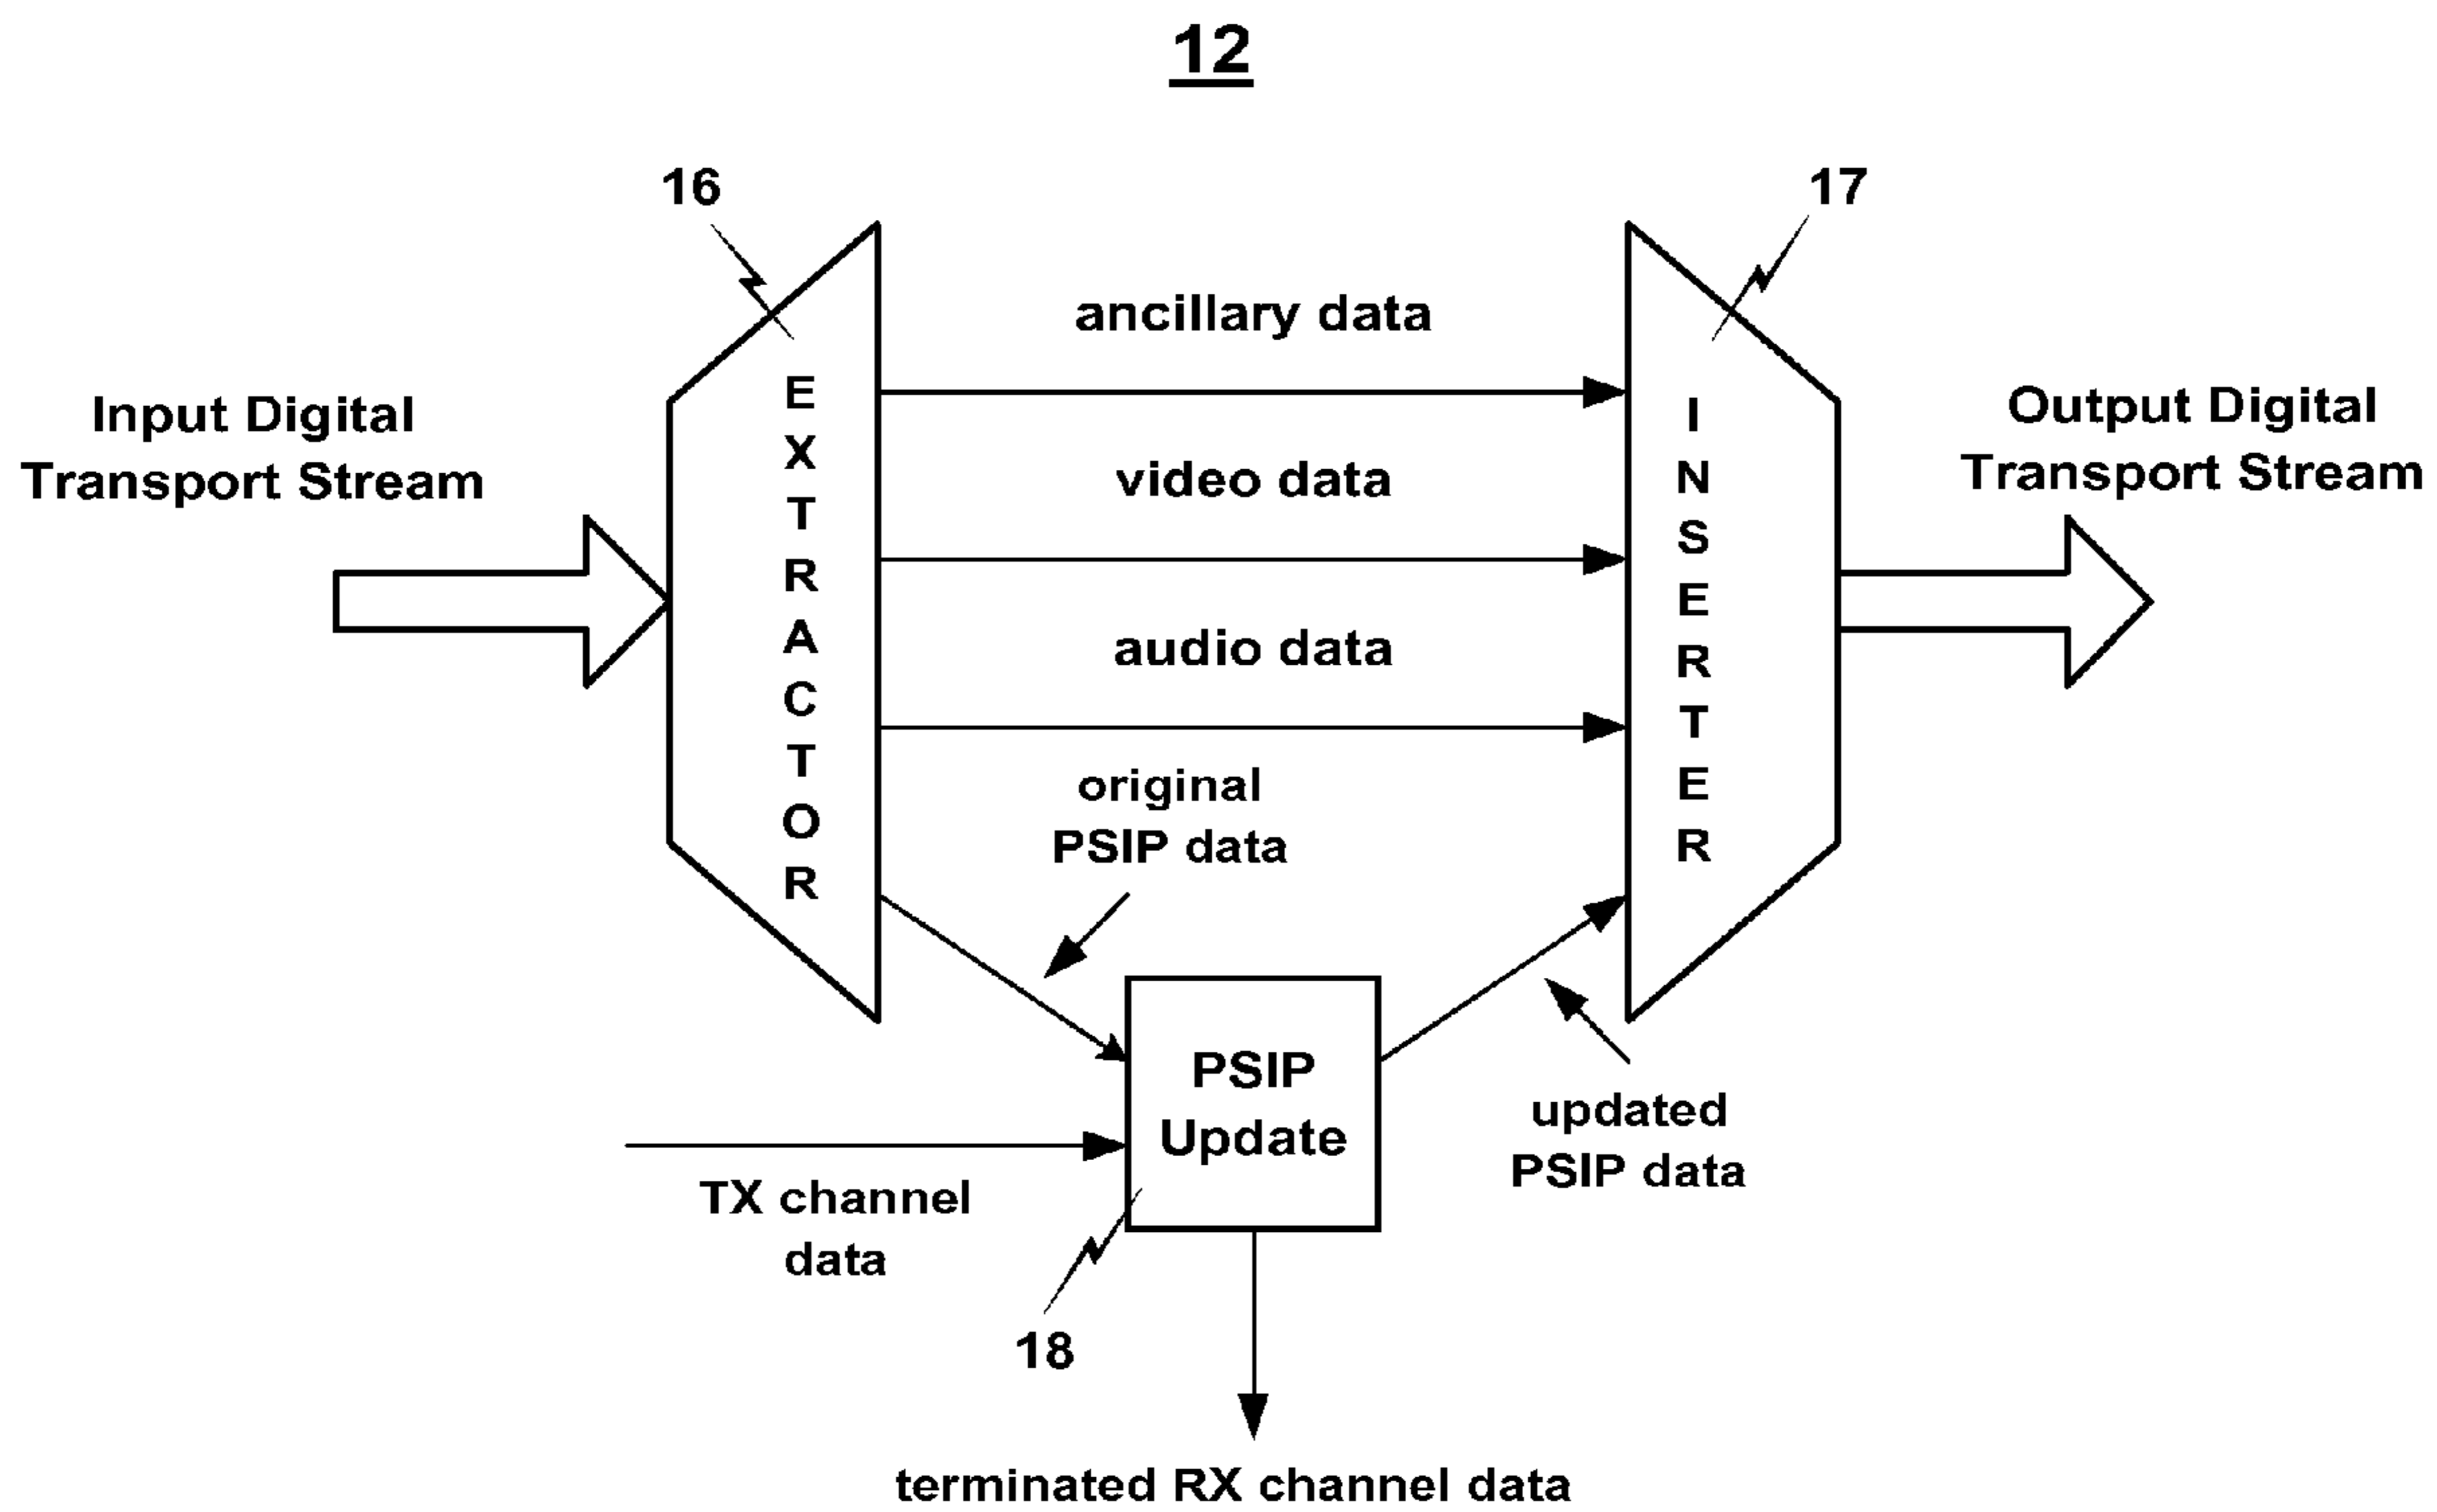 12
16
17
Input Digital
Transport Stream
EXTRACTOR
ancillary data
video data
audio data
original
PSIP data
INSERTER
Output Digital
Transport Stream
PSIP
Update
updated
PSIP data
TX channel
data
18
terminated RX channel data